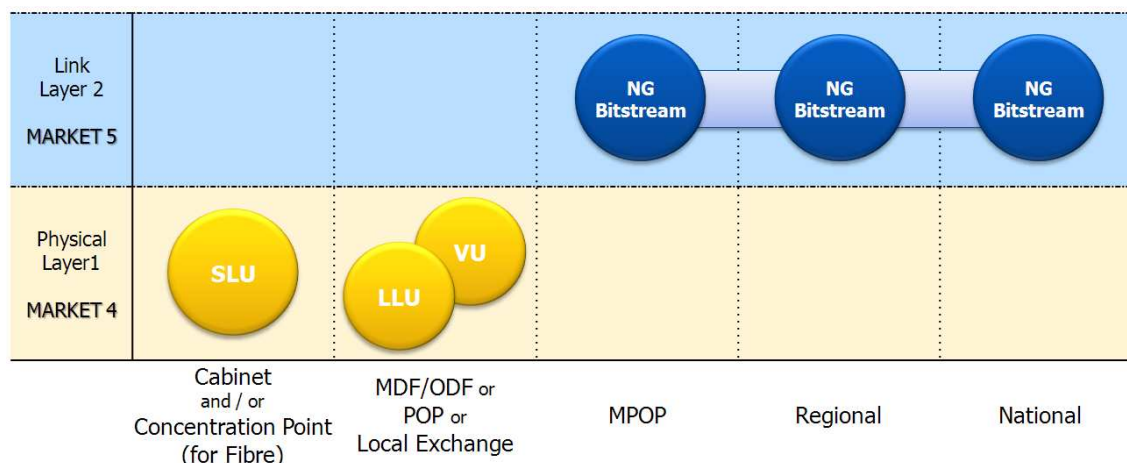 Link
Layer 2
MARKET 5
NG
Bitstream
NG
Bitstream
NG
Bitstream
Physical
Layer1
MARKET 4
SLU
VU
LLU
Cabinet
and / or
Concentration Point
(for Fibre)
MDF/ODF or
POP or
Local Exchange
MPOP
Regional
National